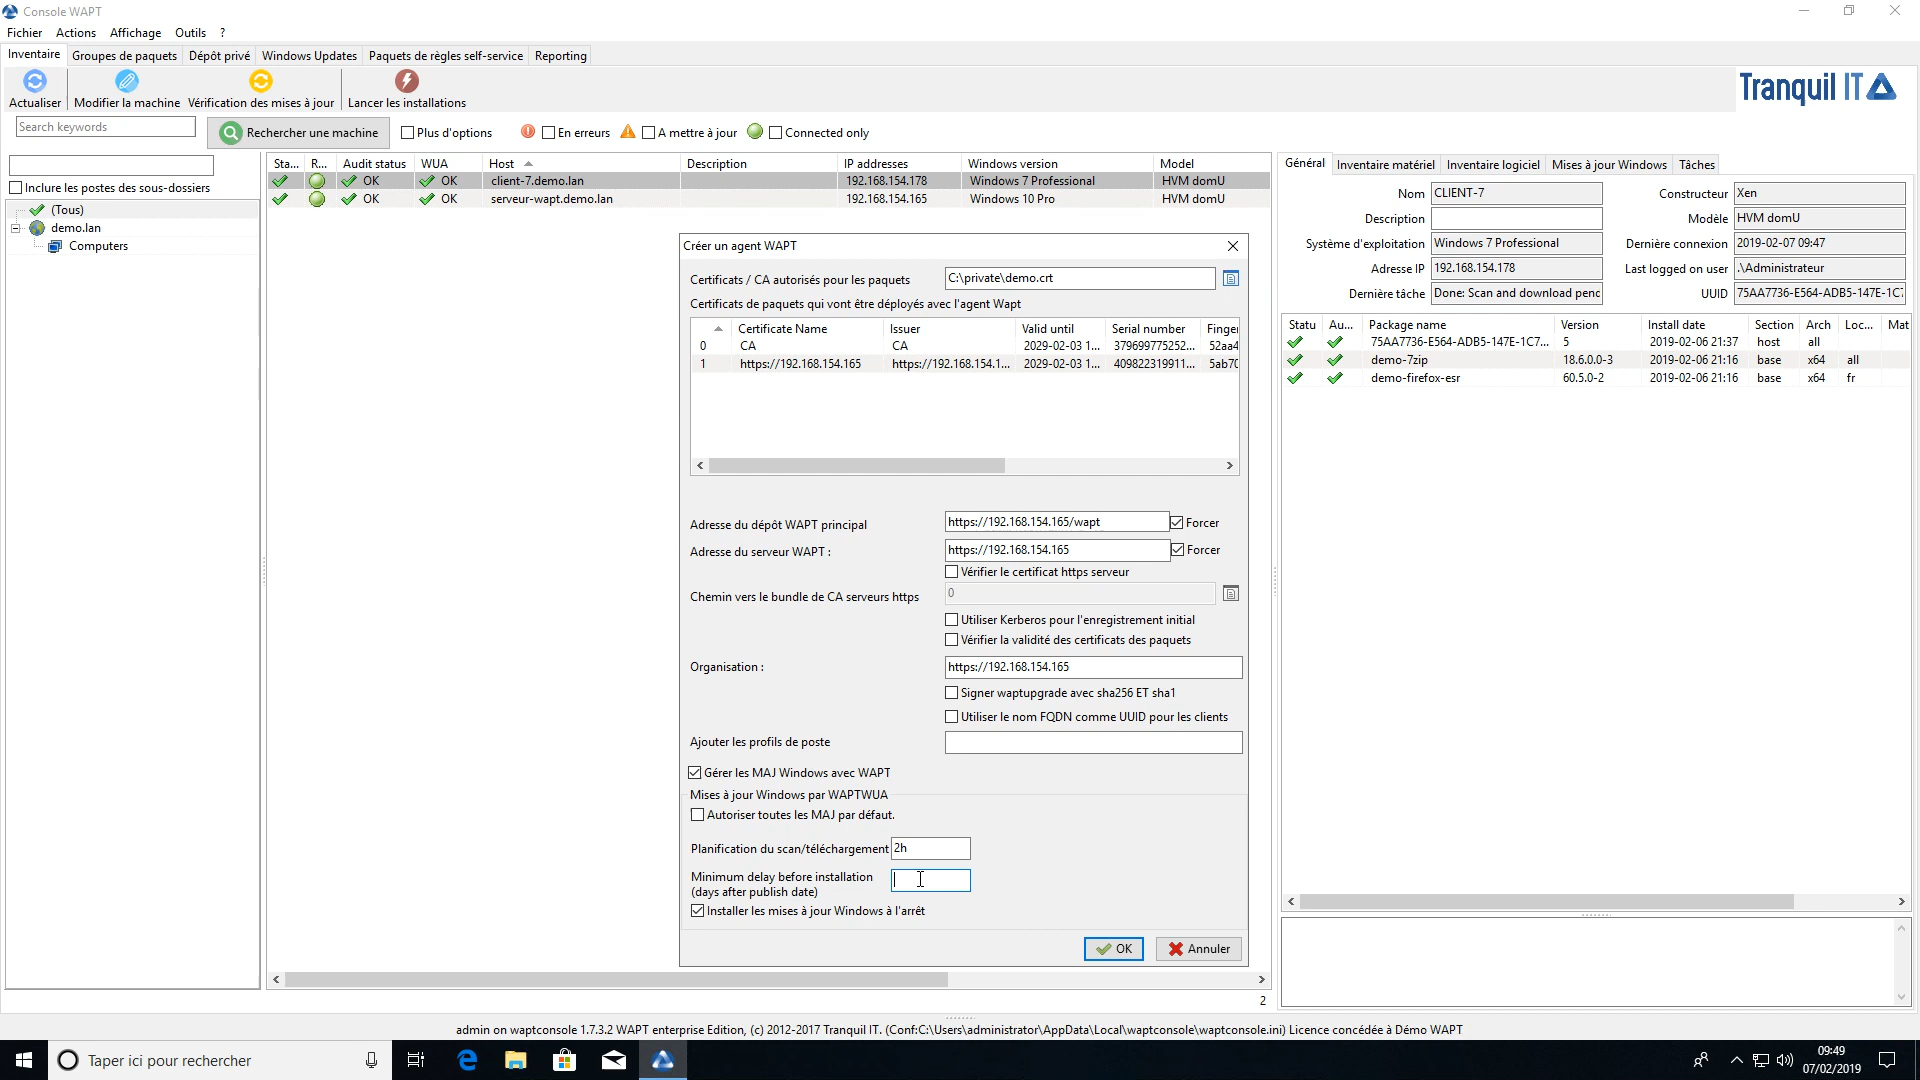 Console WAPT
Fichier Actions Affichage Outils ?
Inventaire Groupes de paquets Dépôt privé Windows Updates Paquets de règles self-service Reporting
Actualiser Modifier la machine Vérification des mises à jour Lancer les installations
Tranquil IT
Search keywords Rechercher une machine Plus d'options En erreurs A mettre à jour Connected only
Inclure les postes des sous-dossiers
(Tous)
demo.lan
Computers
Sta... R... Audit status WUA Host Description IP addresses Windows version Model
OK OK client-7.demo.lan 192.168.154.178 Windows 7 Professional HVM domU
OK OK serveur-wapt.demo.lan 192.168.154.165 Windows 10 Pro HVM domU
Créer un agent WAPT
Certificats / CA autorisés pour les paquets C:\private\demo.crt
Certificats de paquets qui vont être déployés avec l'agent Wapt
Certificate Name Issuer Valid until Serial number Finger
0 CA CA 2029-02-03 1... 379699775252... 52aa4
1 https://192.168.154.165 https://192.168.154.1... 2029-02-03 1... 409822319911... 5ab70
Adresse du dépôt WAPT principal https://192.168.154.165/wapt Forcer
Adresse du serveur WAPT : https://192.168.154.165 Forcer
Vérifier le certificat https serveur
Chemin vers le bundle de CA serveurs https 0
Utiliser Kerberos pour l'enregistrement initial
Vérifier la validité des certificats des paquets
Organisation : https://192.168.154.165
Signer waptupgrade avec sha256 ET sha1
Utiliser le nom FQDN comme UUID pour les clients
Ajouter les profils de poste
Gérer les MAJ Windows avec WAPT
Mises à jour Windows par WAPTWUA
Autoriser toutes les MAJ par défaut.
Planification du scan/téléchargement 2h
Minimum delay before installation
(days after publish date)
Installer les mises à jour Windows à l'arrêt
OK Annuler
2
Général Inventaire matériel Inventaire logiciel Mises à jour Windows Tâches
Nom CLIENT-7 Constructeur Xen
Description Modèle HVM domU
Système d'exploitation Windows 7 Professional Dernière connexion 2019-02-07 09:47
Adresse IP 192.168.154.178 Last logged on user .\Administrateur
Dernière tâche Done: Scan and download penc UUID 75AA7736-E564-ADB5-147E-1C7
Statu Au... Package name Version Install date Section Arch Loc... Mat
75AA7736-E564-ADB5-147E-1C7... 5 2019-02-06 21:37 host all
demo-7zip 18.6.0.0-3 2019-02-06 21:16 base x64 all
demo-firefox-esr 60.5.0-2 2019-02-06 21:16 base x64 fr
admin on waptconsole 1.7.3.2 WAPT enterprise Edition, (c) 2012-2017 Tranquil IT. (Conf:C:\Users\administrator\AppData\Local\waptconsole\waptconsole.ini) Licence concédée à Démo WAPT
Taper ici pour rechercher
09:49
07/02/2019